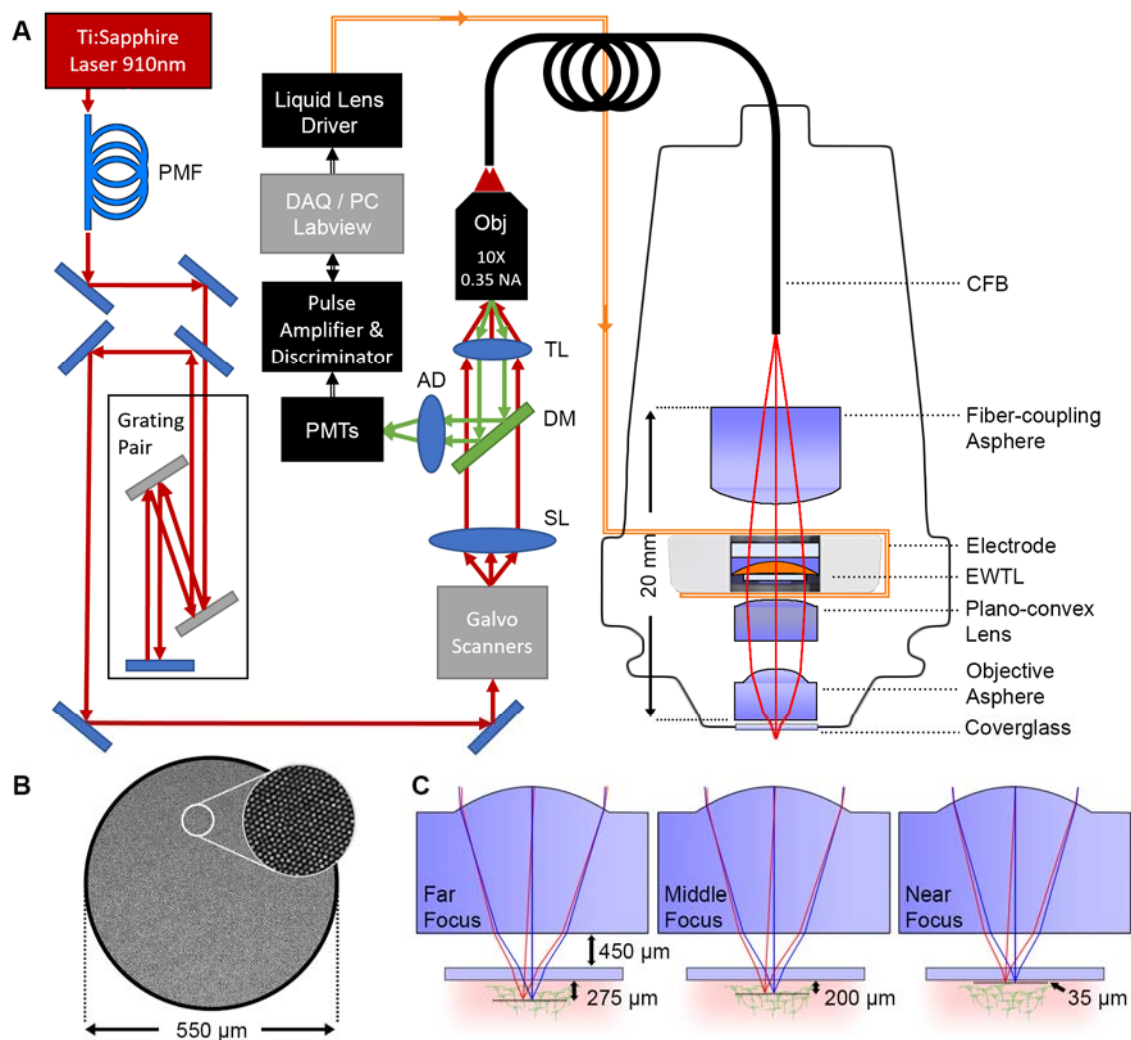 A
Ti:Sapphire
Laser 910nm
PMF
Grating
Pair
Liquid Lens
Driver
DAQ / PC
Labview
Pulse
Amplifier &
Discriminator
PMTs
AD
Obj
10X
0.35 NA
TL
DM
SL
Galvo
Scanners
CFB
Fiber-coupling
Asphere
20 mm
Electrode
EWTL
Plano-convex
Lens
Objective
Asphere
Coverglass
B
550 µm
C
Far
Focus
450 µm
275 µm
Middle
Focus
200 µm
Near
Focus
35 µm